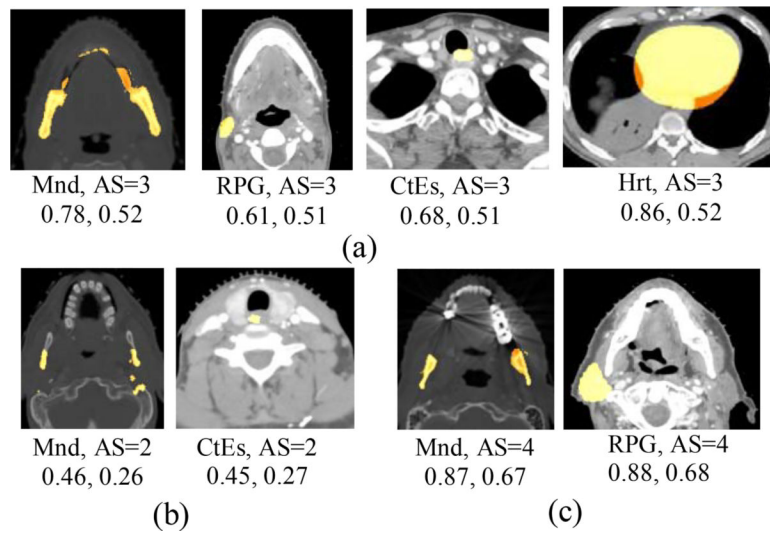 Mnd, AS=3 RPG, AS=3 CtEs, AS=3 Hrt, AS=3
0.78, 0.52 0.61, 0.51 0.68, 0.51 0.86, 0.52
(a)
Mnd, AS=2 CtEs, AS=2 Mnd, AS=4 RPG, AS=4
0.46, 0.26 0.45, 0.27 0.87, 0.67 0.88, 0.68
(b) (c)